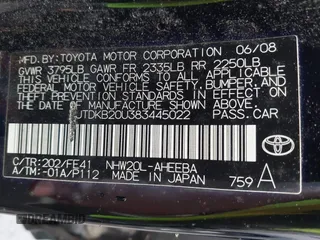 MFD. BY: TOYOTA MOTOR CORPORATION 06/08
GVWR 3795LB GAWR FR 2335LB RR 2250LB
THIS VEHICLE CONFORMS TO ALL APPLICABLE
FEDERAL MOTOR VEHICLE SAFETY, BUMPER, AND
THEFT PREVENTION STANDARDS IN EFFECT ON THE
DATE OF MANUFACTURE SHOWN ABOVE.
JTDKB20U383445022 PASS.CAR
C/TR:202/FE41 NHW20L-AHEEBA
A/TM:-01A/P112 MADE IN JAPAN 759 A
TOYOTA
DREAMBID